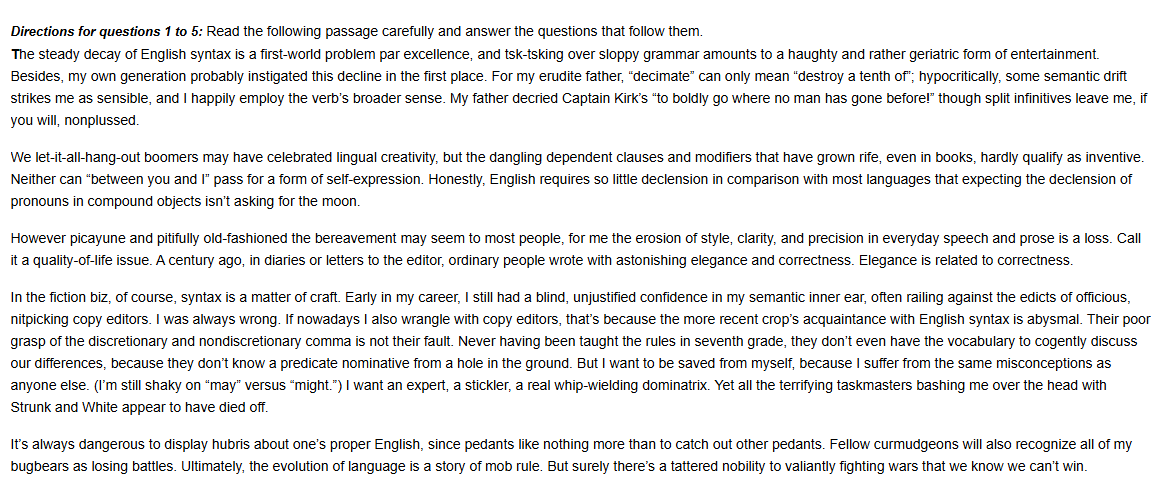 Directions for questions 1 to 5: Read the following passage carefully and answer the questions that follow them.
The steady decay of English syntax is a first-world problem par excellence, and tsk-tsking over sloppy grammar amounts to a haughty and rather geriatric form of entertainment.
Besides, my own generation probably instigated this decline in the first place. For my erudite father, “decimate” can only mean “destroy a tenth of”; hypocritically, some semantic drift
strikes me as sensible, and I happily employ the verb’s broader sense. My father decried Captain Kirk’s “to boldly go where no man has gone before!” though split infinitives leave me, if
you will, nonplussed.
We let-it-all-hang-out boomers may have celebrated lingual creativity, but the dangling dependent clauses and modifiers that have grown rife, even in books, hardly qualify as inventive.
Neither can “between you and I” pass for a form of self-expression. Honestly, English requires so little declension in comparison with most languages that expecting the declension of
pronouns in compound objects isn’t asking for the moon.
However picayune and pitifully old-fashioned the bereavement may seem to most people, for me the erosion of style, clarity, and precision in everyday speech and prose is a loss. Call
it a quality-of-life issue. A century ago, in diaries or letters to the editor, ordinary people wrote with astonishing elegance and correctness. Elegance is related to correctness.
In the fiction biz, of course, syntax is a matter of craft. Early in my career, I still had a blind, unjustified confidence in my semantic inner ear, often railing against the edicts of officious,
nitpicking copy editors. I was always wrong. If nowadays I also wrangle with copy editors, that’s because the more recent crop’s acquaintance with English syntax is abysmal. Their poor
grasp of the discretionary and nondiscretionary comma is not their fault. Never having been taught the rules in seventh grade, they don’t even have the vocabulary to cogently discuss
our differences, because they don’t know a predicate nominative from a hole in the ground. But I want to be saved from myself, because I suffer from the same misconceptions as
anyone else. (I’m still shaky on “may” versus “might.”) I want an expert, a stickler, a real whip-wielding dominatrix. Yet all the terrifying taskmasters bashing me over the head with
Strunk and White appear to have died off.
It’s always dangerous to display hubris about one’s proper English, since pedants like nothing more than to catch out other pedants. Fellow curmudgeons will also recognize all of my
bugbears as losing battles. Ultimately, the evolution of language is a story of mob rule. But surely there’s a tattered nobility to valiantly fighting wars that we know we can’t win.